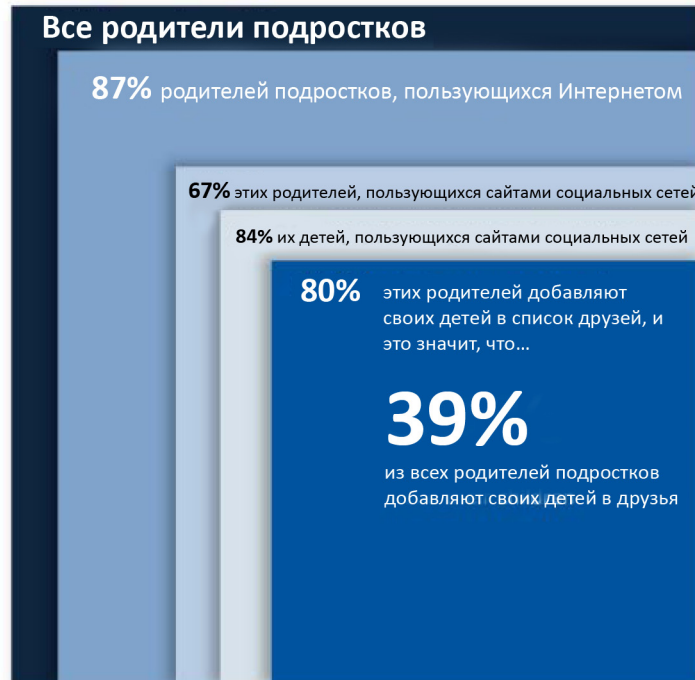 Все родители подростков
87% родителей подростков, пользующихся Интернетом
67% этих родителей, пользующихся сайтами социальных сетей
84% их детей, пользующихся сайтами социальных сетей
80% этих родителей добавляют
своих детей в список друзей, и
это значит, что...
39%
из всех родителей подростков
добавляют своих детей в друзья